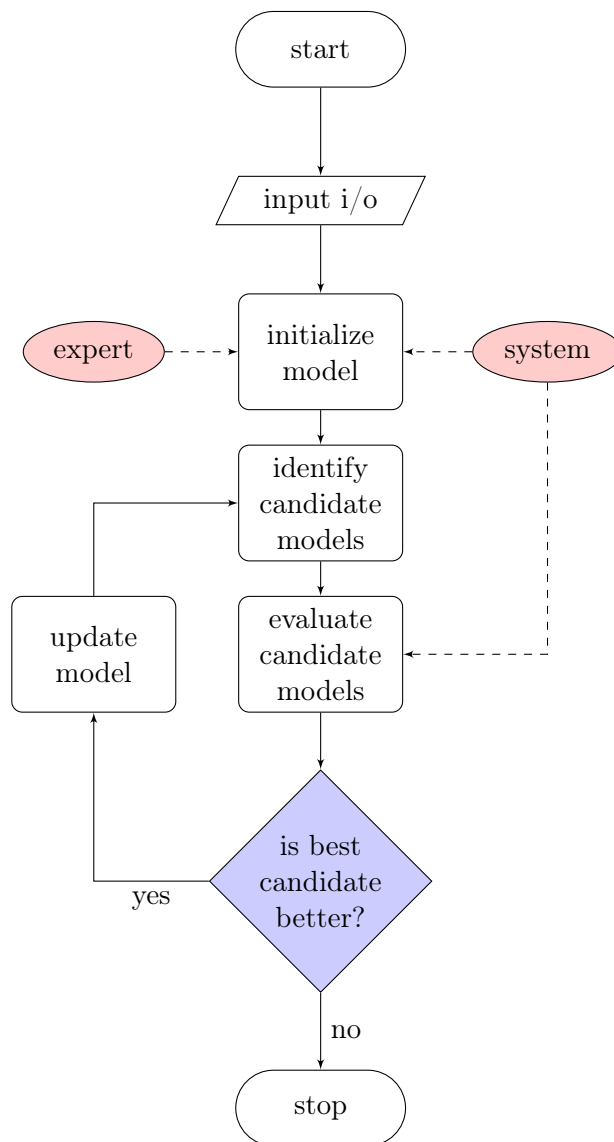 start
input i/o
initialize
model
expert
system
identify
candidate
models
update
model
evaluate
candidate
models
is best
candidate
better?
yes
no
stop